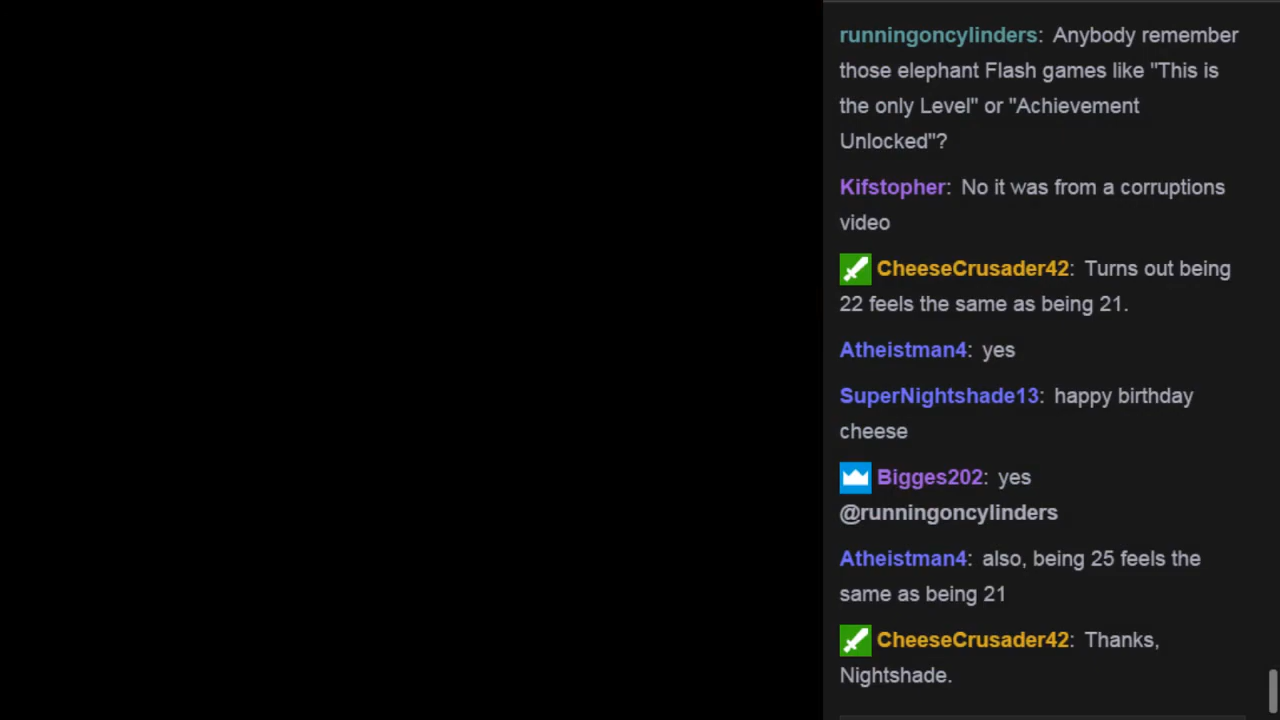 runningoncylinders: Anybody remember
those elephant Flash games like "This is
the only Level" or "Achievement
Unlocked"?
Kifstopher: No it was from a corruptions
video
CheeseCrusader42: Turns out being
22 feels the same as being 21.
Atheistman4: yes
SuperNightshade13: happy birthday
cheese
Bigges202: yes
@runningoncylinders
Atheistman4: also, being 25 feels the
same as being 21
CheeseCrusader42: Thanks,
Nightshade.